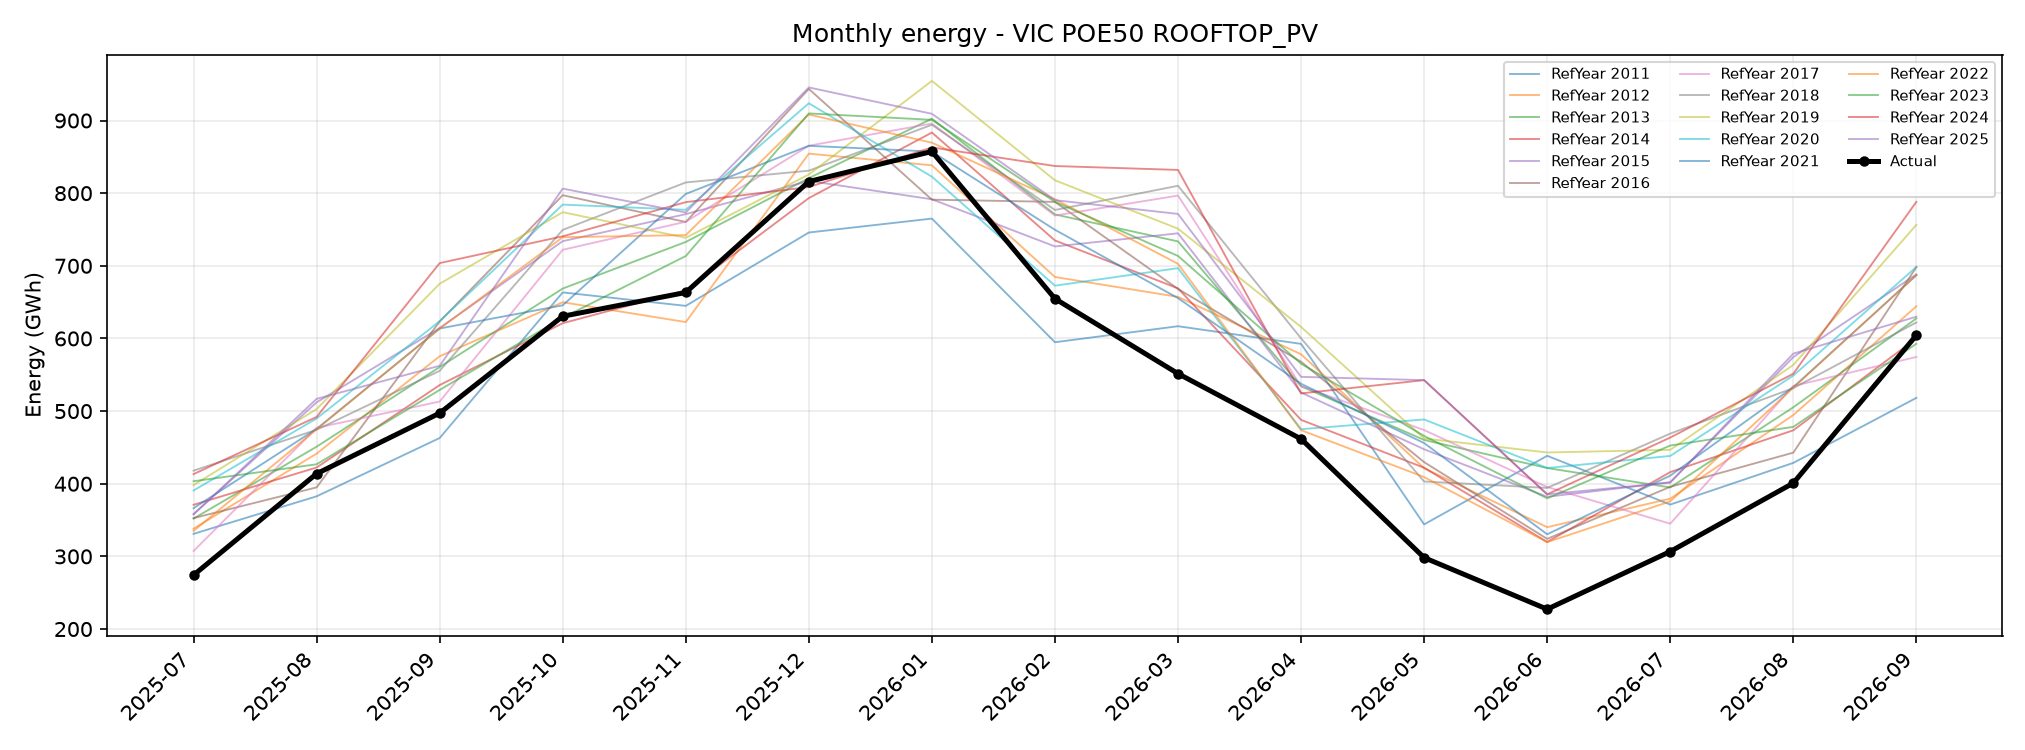 Monthly energy - VIC POE50 ROOFTOP_PV
Energy (GWh)
900
800
700
600
500
400
300
200
RefYear 2011
RefYear 2012
RefYear 2013
RefYear 2014
RefYear 2015
RefYear 2016
RefYear 2017
RefYear 2018
RefYear 2019
RefYear 2020
RefYear 2021
RefYear 2022
RefYear 2023
RefYear 2024
RefYear 2025
Actual
2025-07
2025-08
2025-09
2025-10
2025-11
2025-12
2026-01
2026-02
2026-03
2026-04
2026-05
2026-06
2026-07
2026-08
2026-09